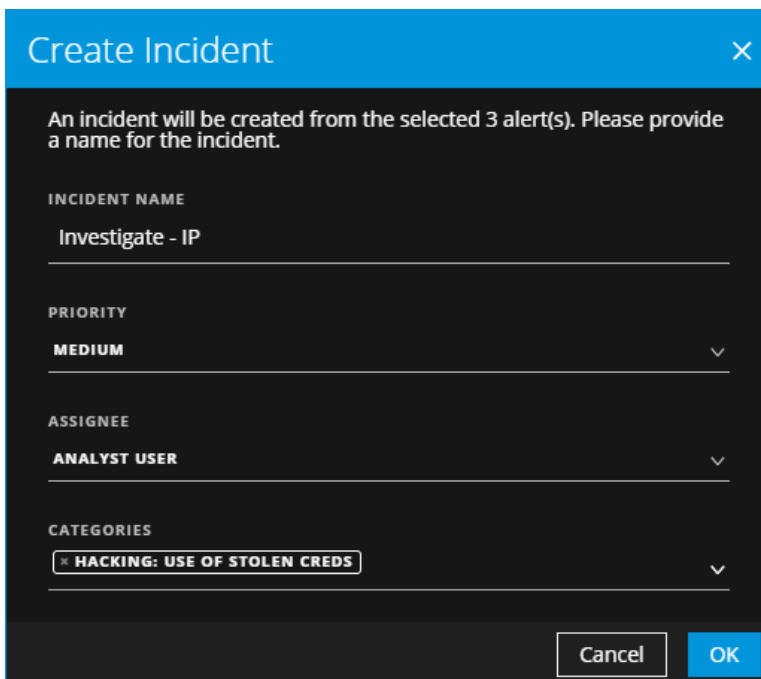 Create Incident
An incident will be created from the selected 3 alert(s). Please provide
a name for the incident.
INCIDENT NAME
Investigate - IP
PRIORITY
MEDIUM
ASSIGNEE
ANALYST USER
CATEGORIES
× HACKING: USE OF STOLEN CREDS
Cancel OK